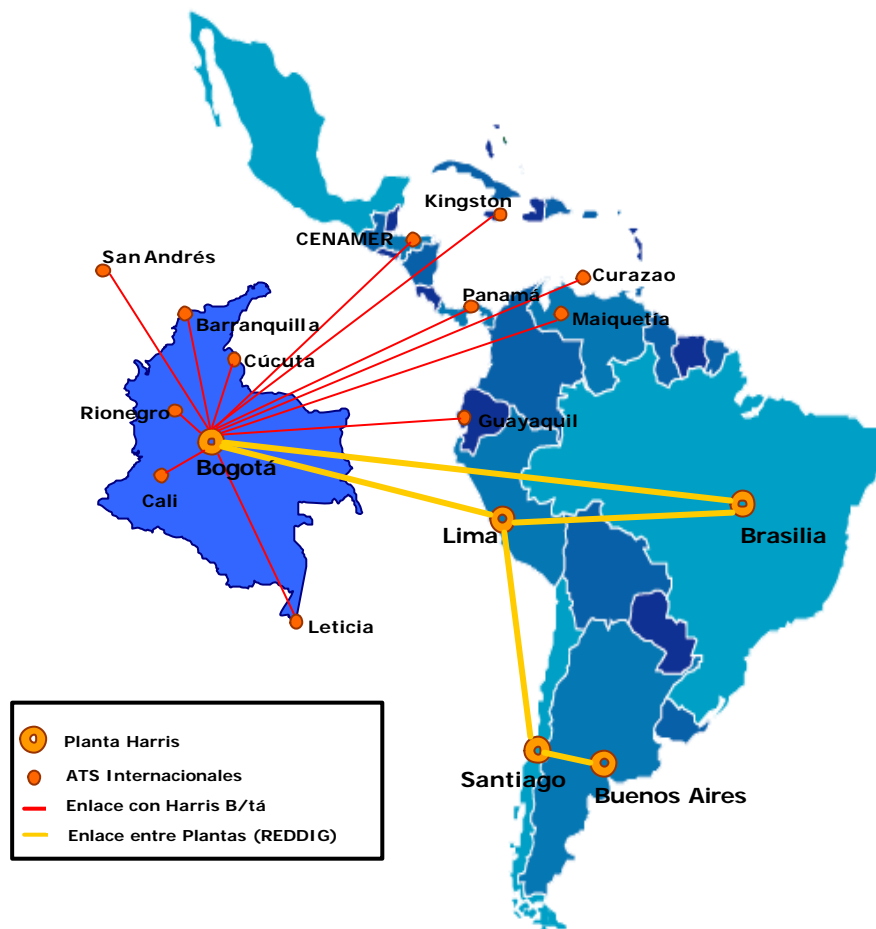 Kingston
CENAMER
San Andrés
Curazao
Panamá
Barranquilla
Maiquetia
Cúcuta
Rionegro
Guayaquil
Bogotá
Cali
Lima
Brasilia
Leticia
Planta Harris
ATS Internacionales
Enlace con Harris B/tá
Enlace entre Plantas (REDDIG)
Santiago
Buenos Aires